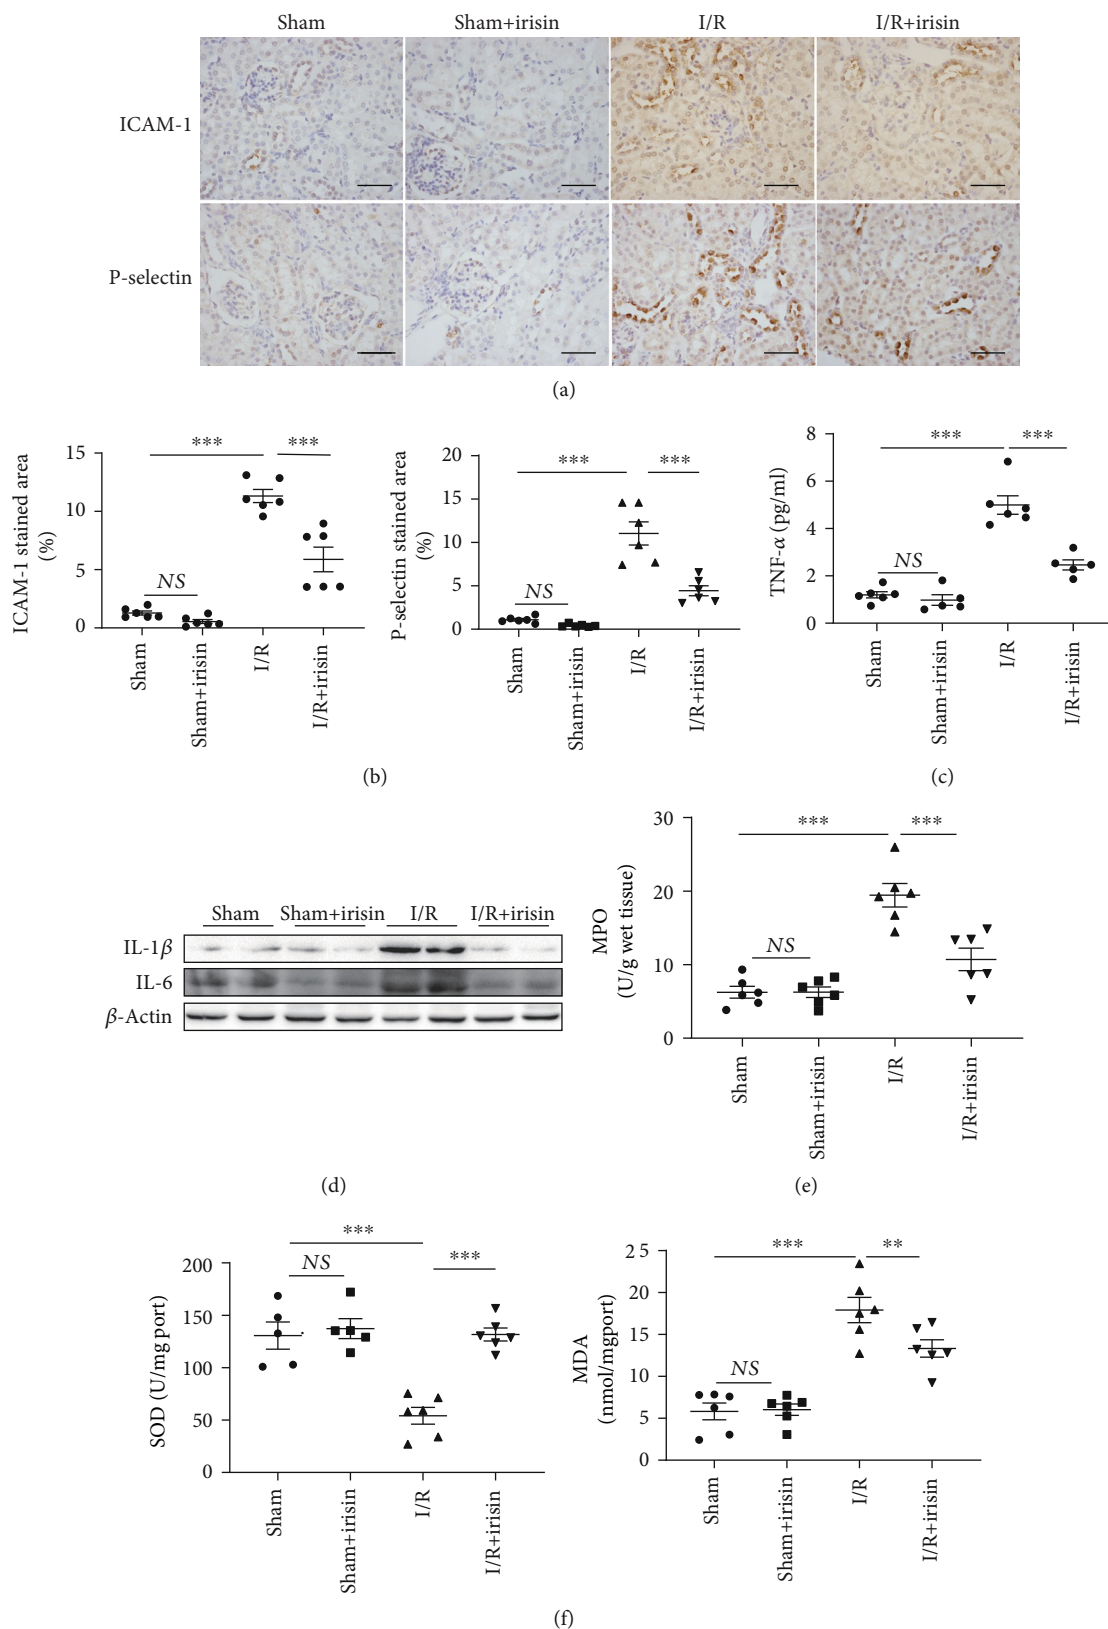 Sham Sham+irisin I/R I/R+irisin
ICAM-1
P-selectin
(a)
*** ***
15
10
5
0
NS
ICAM-1 stained area
(%)
Sham
Sham+irisin
I/R
I/R+irisin
*** ***
20
15
10
5
0
NS
P-selectin stained area
(%)
Sham
Sham+irisin
I/R
I/R+irisin
(b)
*** ***
8
6
4
2
0
NS
TNF-α (pg/ml)
Sham
Sham+irisin
I/R
I/R+irisin
(c)
Sham Sham+irisin I/R I/R+irisin
IL-1β
IL-6
β-Actin
(d)
*** ***
30
20
10
0
NS
MPO
(U/g wet tissue)
Sham
Sham+irisin
I/R
I/R+irisin
(e)
*** ***
200
150
100
50
0
NS
SOD (U/mg port)
Sham
Sham+irisin
I/R
I/R+irisin
*** **
25
20
15
10
5
0
NS
MDA
(nmol/mgport)
Sham
Sham+irisin
I/R
I/R+irisin
(f)